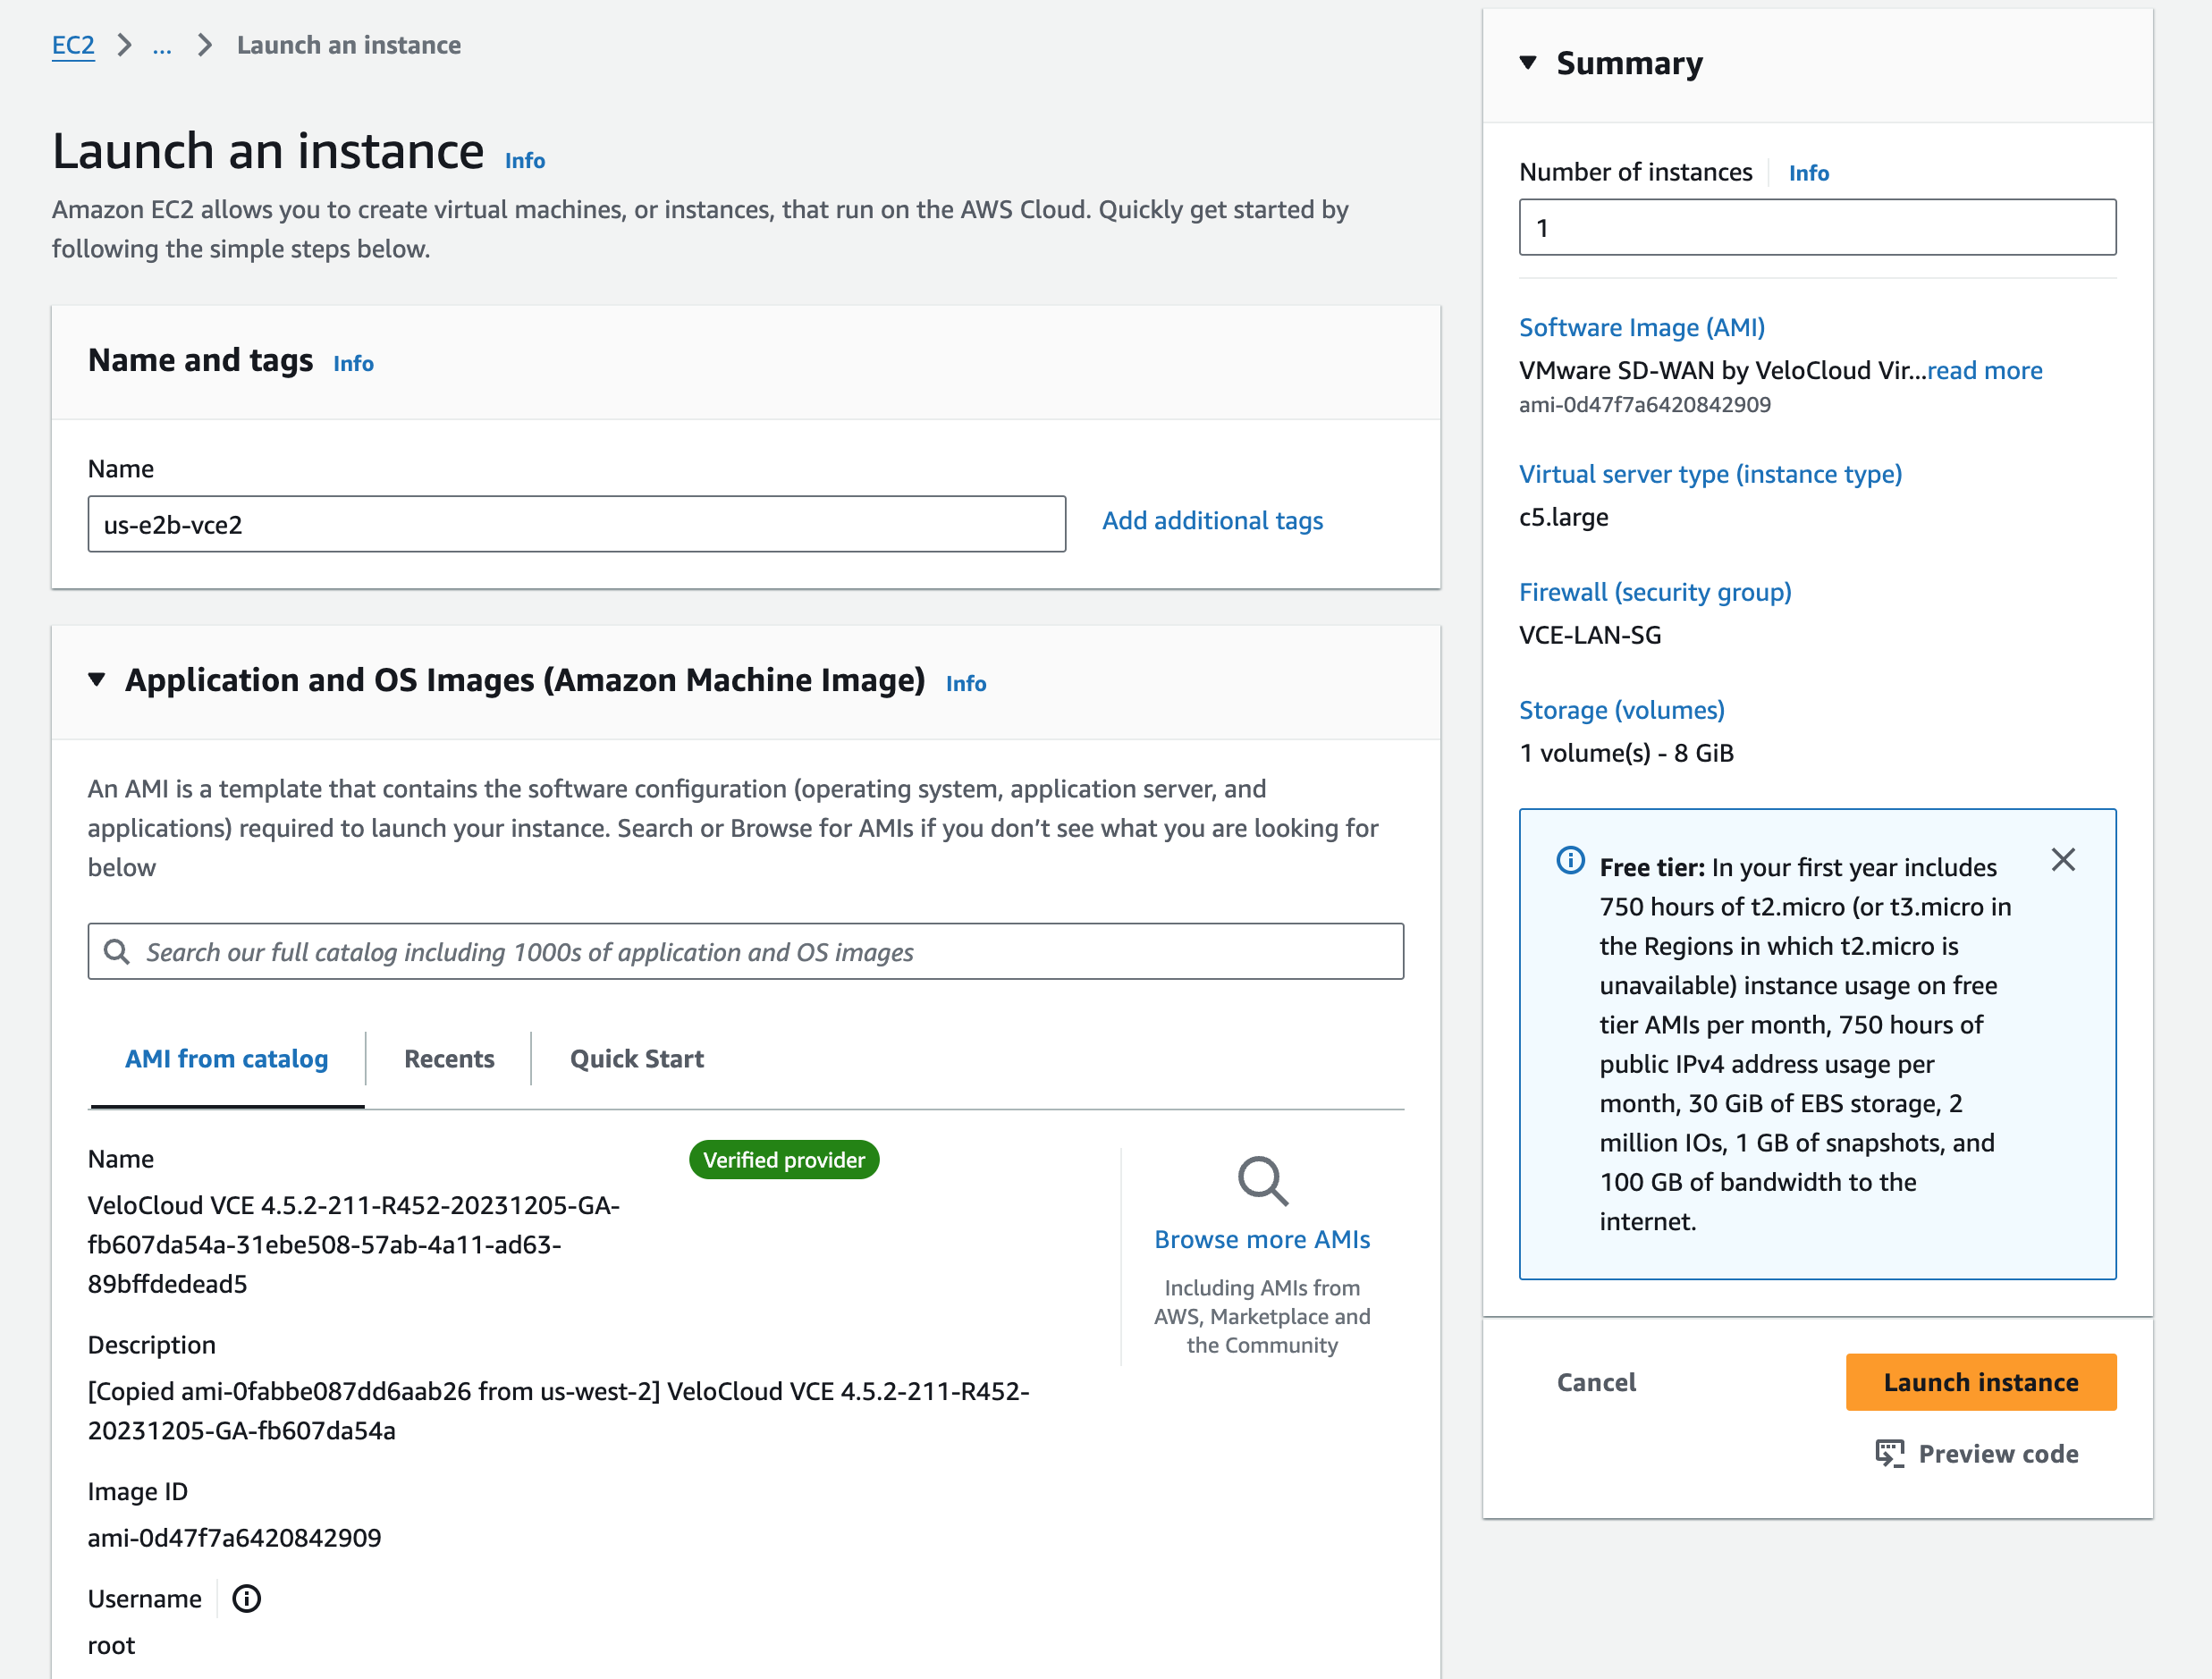 EC2 > ... > Launch an instance
Launch an instance Info
Amazon EC2 allows you to create virtual machines, or instances, that run on the AWS Cloud. Quickly get started by
following the simple steps below.
Name and tags Info
Name
us-e2b-vce2
Add additional tags
Application and OS Images (Amazon Machine Image) Info
An AMI is a template that contains the software configuration (operating system, application server, and
applications) required to launch your instance. Search or Browse for AMIs if you don’t see what you are looking for
below
Search our full catalog including 1000s of application and OS images
AMI from catalog
Recents
Quick Start
Name
Verified provider
VeloCloud VCE 4.5.2-211-R452-20231205-GA-
fb607da54a-31ebe508-57ab-4a11-ad63-
89bffdedead5
Description
[Copied ami-0fabbe087dd6aab26 from us-west-2] VeloCloud VCE 4.5.2-211-R452-
20231205-GA-fb607da54a
Image ID
ami-0d47f7a6420842909
Username
root
Browse more AMIs
Including AMIs from
AWS, Marketplace and
the Community
Summary
Number of instances Info
1
Software Image (AMI)
VMware SD-WAN by VeloCloud Vir...read more
ami-0d47f7a6420842909
Virtual server type (instance type)
c5.large
Firewall (security group)
VCE-LAN-SG
Storage (volumes)
1 volume(s) - 8 GiB
Free tier: In your first year includes
750 hours of t2.micro (or t3.micro in
the Regions in which t2.micro is
unavailable) instance usage on free
tier AMIs per month, 750 hours of
public IPv4 address usage per
month, 30 GiB of EBS storage, 2
million IOs, 1 GB of snapshots, and
100 GB of bandwidth to the
internet.
Cancel
Launch instance
Preview code